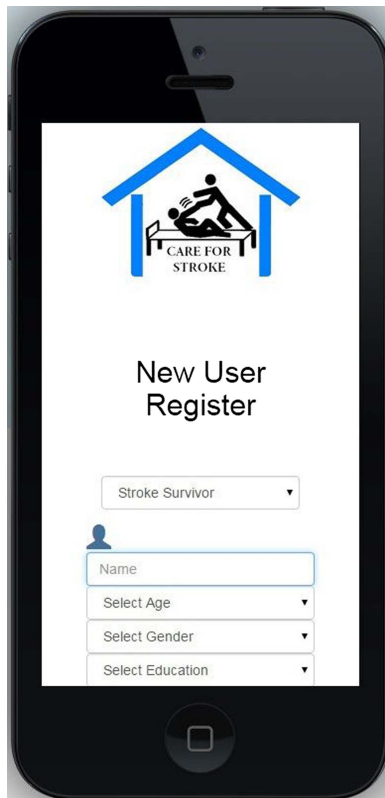 CARE FOR
STROKE
New User
Register
Stroke Survivor
Name
Select Age
Select Gender
Select Education